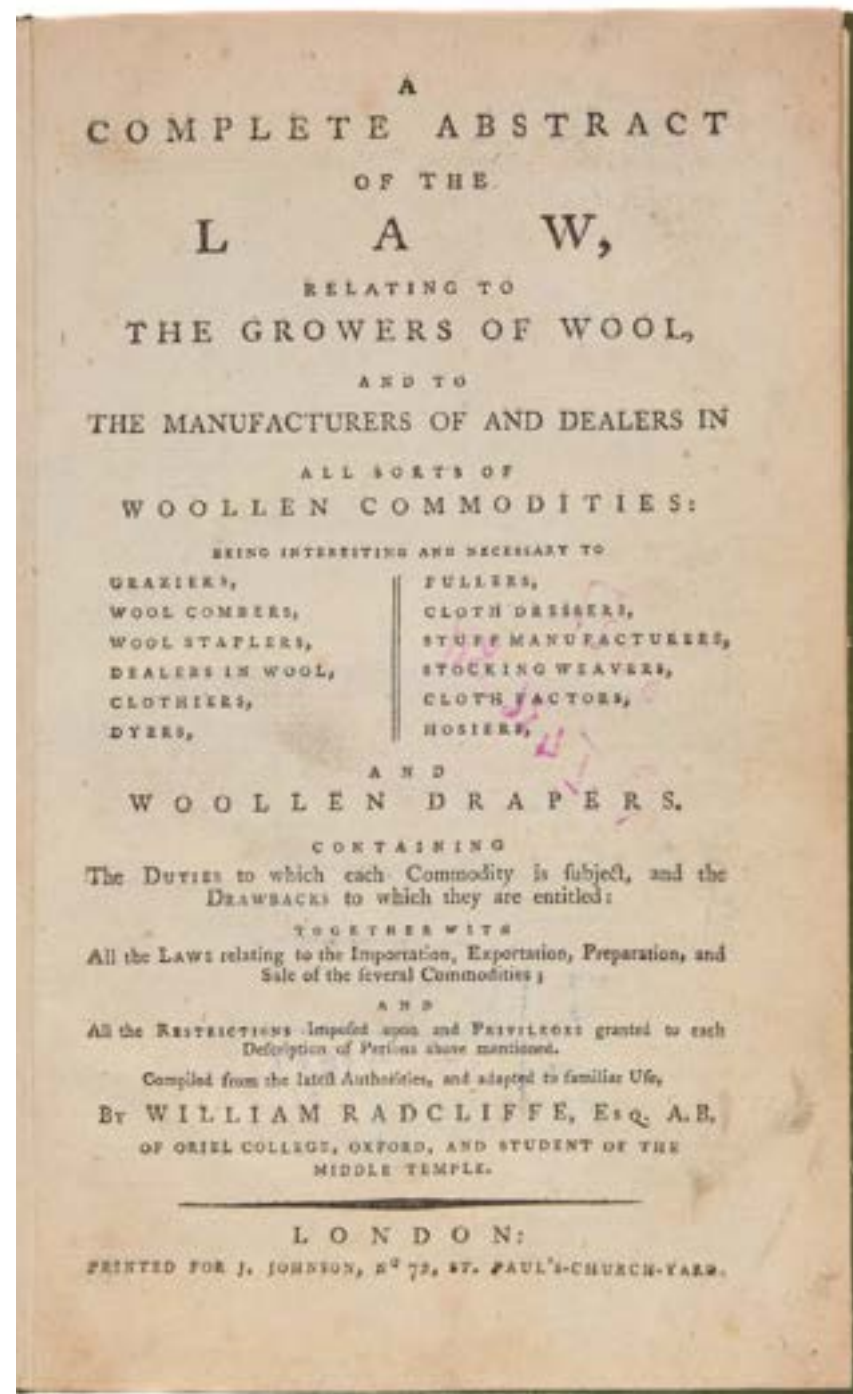 A
COMPLETE ABSTRACT
OF THE
LAW,
RELATING TO
THE GROWERS OF WOOL,
AND TO
THE MANUFACTURERS OF AND DEALERS IN
ALL SORTS OF
WOOLLEN COMMODITIES:
BEING INTERESTING AND NECESSARY TO
GRAZIERS,
WOOL COMBERS,
WOOL STAPLERS,
DEALERS IN WOOL,
CLOTHIERS,
DYERS,
FULLERS,
CLOTH DRESSERS,
STUFF MANUFACTURERS,
STOCKING WEAVERS,
CLOTH FACTORS,
HOSIERS,
AND
WOOLLEN DRAPERS.
CONTAINING
The DUTIES to which each Commodity is ſubject, and the
DRAWBACKS to which they are entitled:
TOGETHER WITH
All the LAWS relating to the Importation, Exportation, Preparation, and
Sale of the ſeveral Commodities;
AND
All the RESTRICTIONS Impoſed upon and PRIVILEGES granted to each
Deſcription of Perſons above mentioned.
Compiled from the lateſt Authorities, and adapted to familiar Uſe,
BY WILLIAM RADCLIFFE, ESQ. A.B.
OF ORIEL COLLEGE, OXFORD, AND STUDENT OF THE
MIDDLE TEMPLE.
LONDON:
PRINTED FOR J. JOHNSON, Nº 72, ST. PAUL'S-CHURCH-YARD.